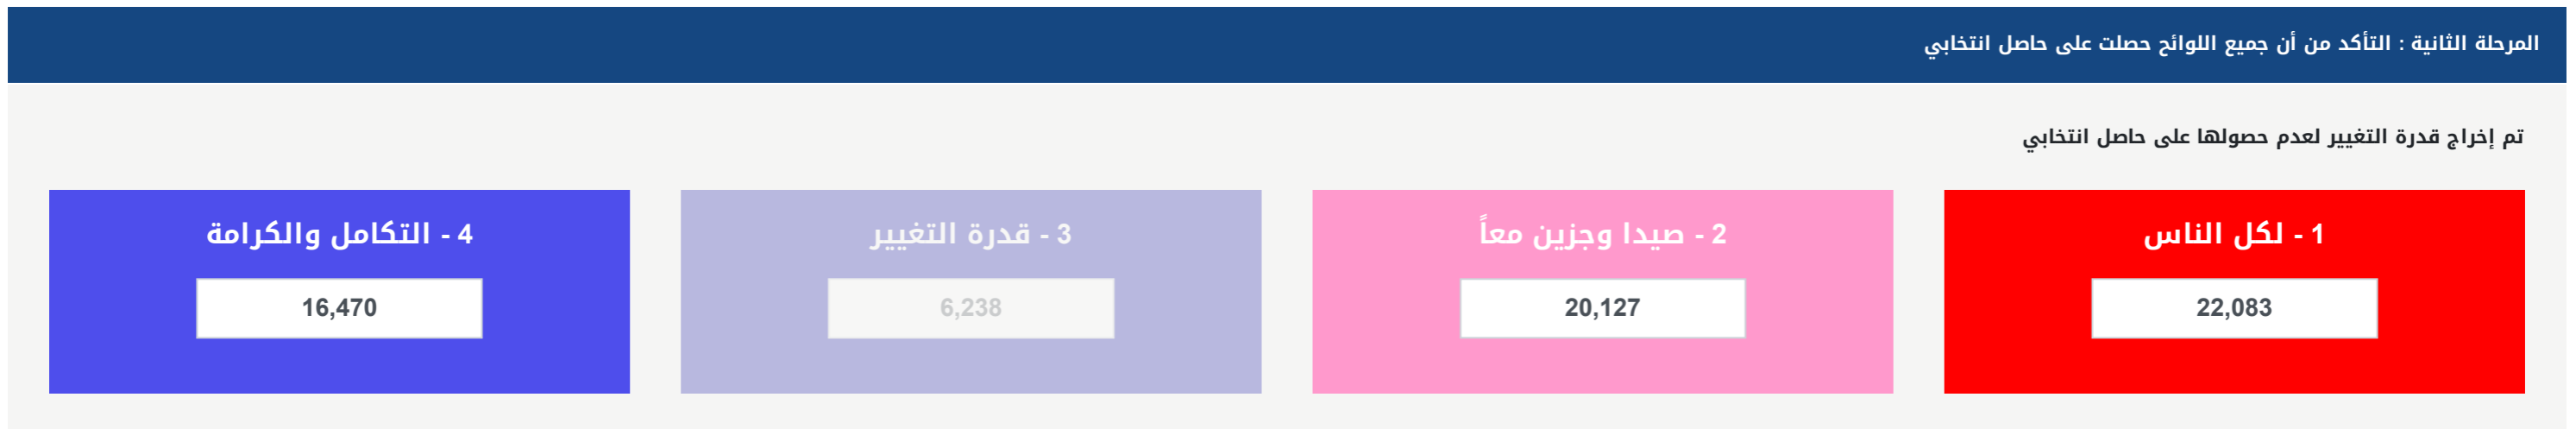 المرحلة الثانية : التأكد من أن جميع اللوائح حصلت على حاصل انتخابي
تم إخراج قدرة التغيير لعدم حصولها على حاصل انتخابي
1 - لكل الناس
22,083
2 - صيدا وجزين معاً
20,127
3 - قدرة التغيير
6,238
4 - التكامل والكرامة
16,470